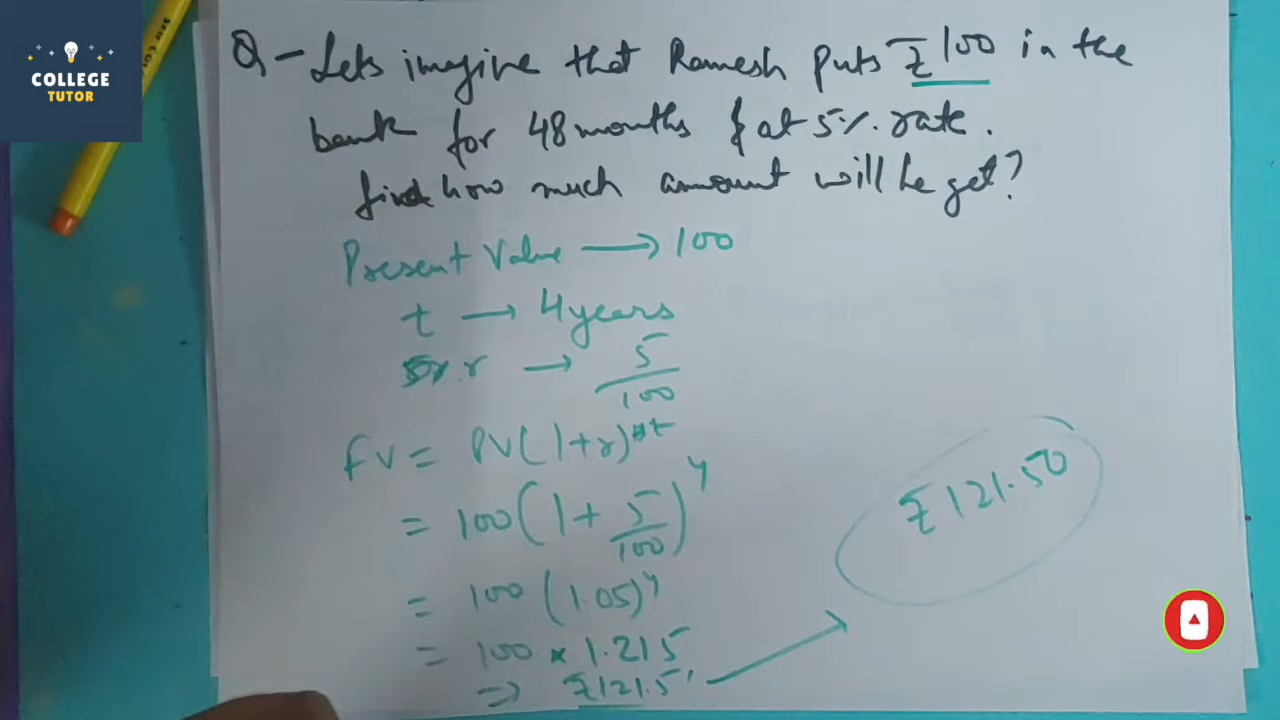 COLLEGE
TUTOR
Q - Lets imagine that Ramesh puts ₹100 in the
bank for 48 months & at 5% rate.
find how much amount will he get?
Present Value → 100
t → 4 years
r → 5/100
FV = PV(1+r)^t
= 100(1 + 5/100)^4
= 100 (1.05)^4
= 100 × 1.215
⇒ ₹121.5
₹121.50